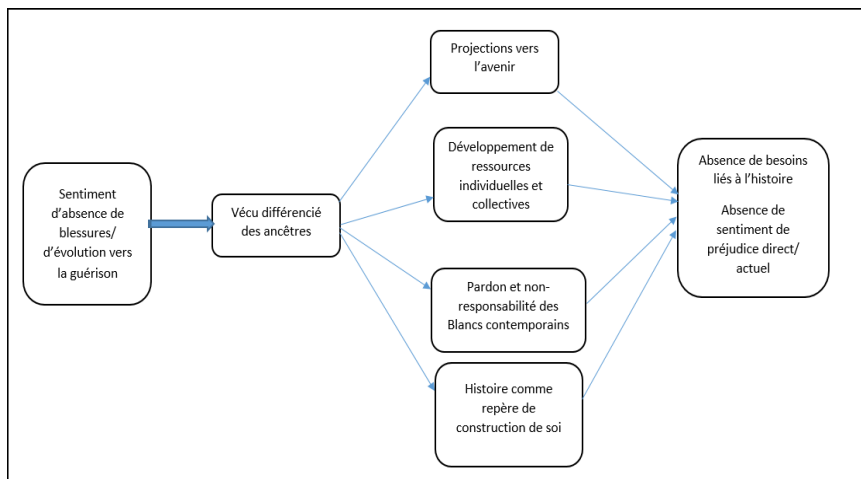 Sentiment
d'absence de
blessures/
d'évolution vers
la guérison
Vécu différencié
des ancêtres
Projections vers
l'avenir
Développement de
ressources
individuelles et
collectives
Pardon et non-
responsabilité des
Blancs contemporains
Histoire comme
repère de
construction de soi
Absence de besoins
liés à l'histoire
Absence de
sentiment de
préjudice direct/
actuel